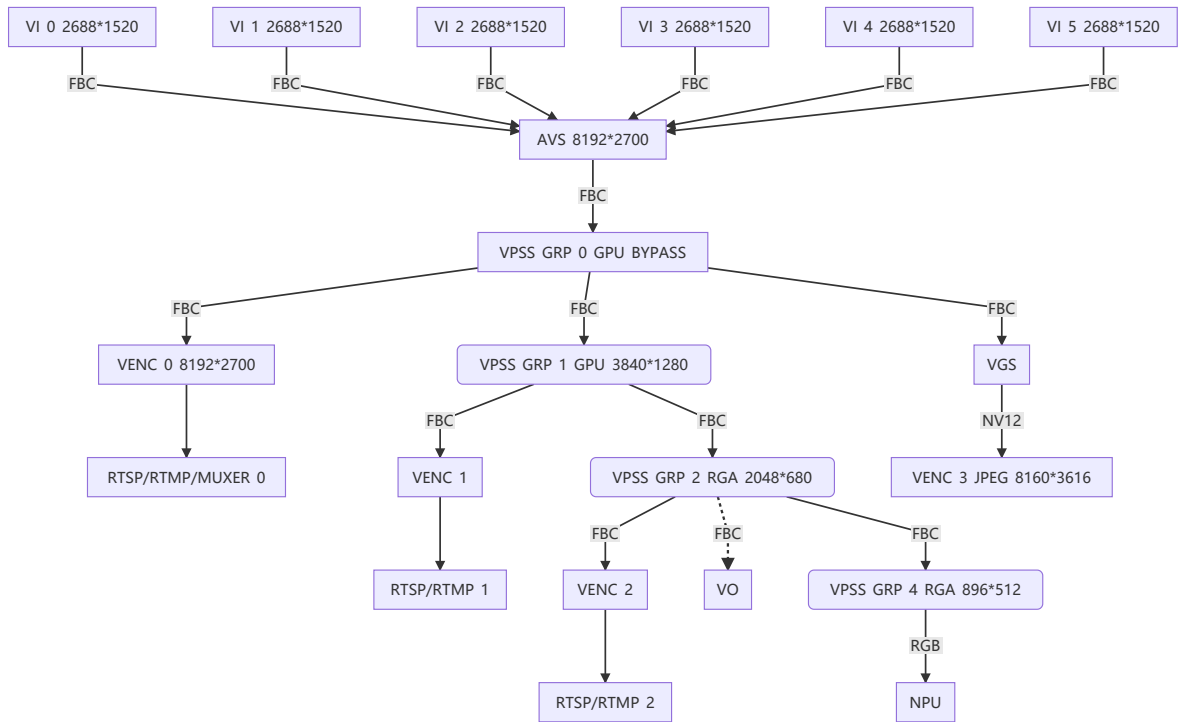 VI 0 2688*1520
VI 1 2688*1520
VI 2 2688*1520
VI 3 2688*1520
VI 4 2688*1520
VI 5 2688*1520
FBC
FBC
FBC
FBC
FBC
FBC
AVS 8192*2700
FBC
VPSS GRP 0 GPU BYPASS
FBC
FBC
FBC
VENC 0 8192*2700
VPSS GRP 1 GPU 3840*1280
VGS
FBC
FBC
NV12
RTSP/RTMP/MUXER 0
VENC 1
VPSS GRP 2 RGA 2048*680
VENC 3 JPEG 8160*3616
FBC
FBC
FBC
RTSP/RTMP 1
VENC 2
VO
VPSS GRP 4 RGA 896*512
RGB
RTSP/RTMP 2
NPU